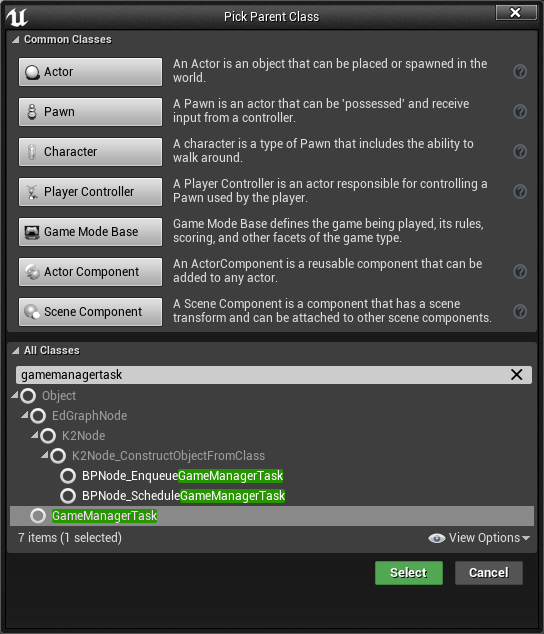 Pick Parent Class
Common Classes
Actor
An Actor is an object that can be placed or spawned in the
world.
Pawn
A Pawn is an actor that can be 'possessed' and receive
input from a controller.
Character
A character is a type of Pawn that includes the ability to
walk around.
Player Controller
A Player Controller is an actor responsible for controlling a
Pawn used by the player.
Game Mode Base
Game Mode Base defines the game being played, its rules,
scoring, and other facets of the game type.
Actor Component
An ActorComponent is a reusable component that can be
added to any actor.
Scene Component
A Scene Component is a component that has a scene
transform and can be attached to other scene components.
All Classes
gamemanagertask
Object
EdGraphNode
K2Node
K2Node_ConstructObjectFromClass
BPNode_EnqueueGameManagerTask
BPNode_ScheduleGameManagerTask
GameManagerTask
7 items (1 selected)
View Options
Select
Cancel